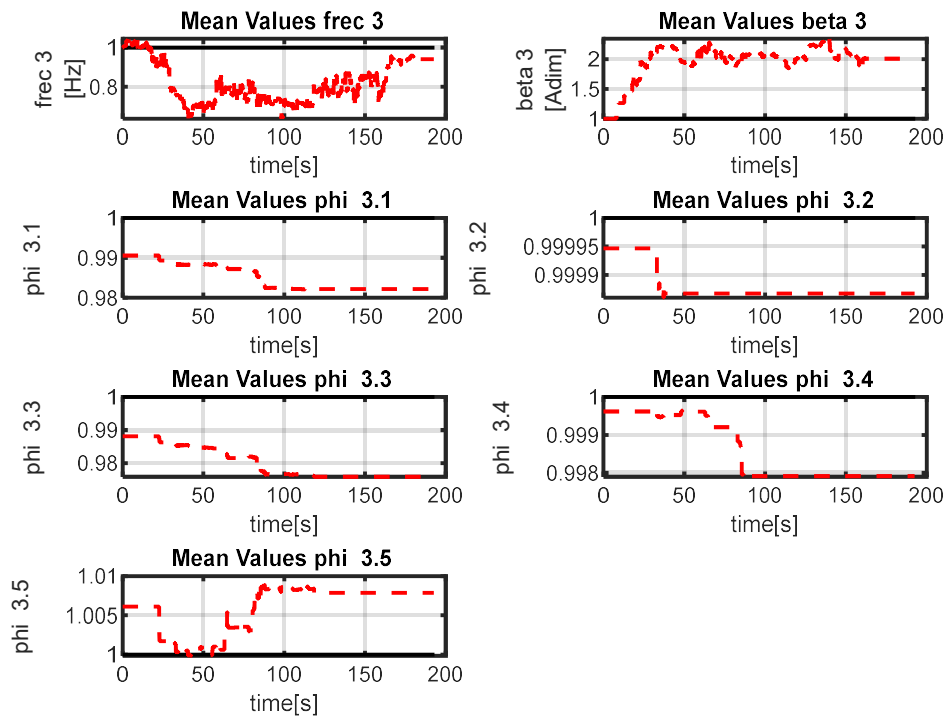 Mean Values frec 3
frec 3
[Hz]
1
0.8
0 50 100 150 200
time[s]
Mean Values beta 3
beta 3
[Adim]
2
1.5
1
0 50 100 150 200
time[s]
Mean Values phi  3.1
phi  3.1
1
0.99
0.98
0 50 100 150 200
time[s]
Mean Values phi  3.2
phi  3.2
1
0.99995
0.9999
0 50 100 150 200
time[s]
Mean Values phi  3.3
phi  3.3
1
0.99
0.98
0 50 100 150 200
time[s]
Mean Values phi  3.4
phi  3.4
1
0.999
0.998
0 50 100 150 200
time[s]
Mean Values phi  3.5
phi  3.5
1.01
1.005
1
0 50 100 150 200
time[s]